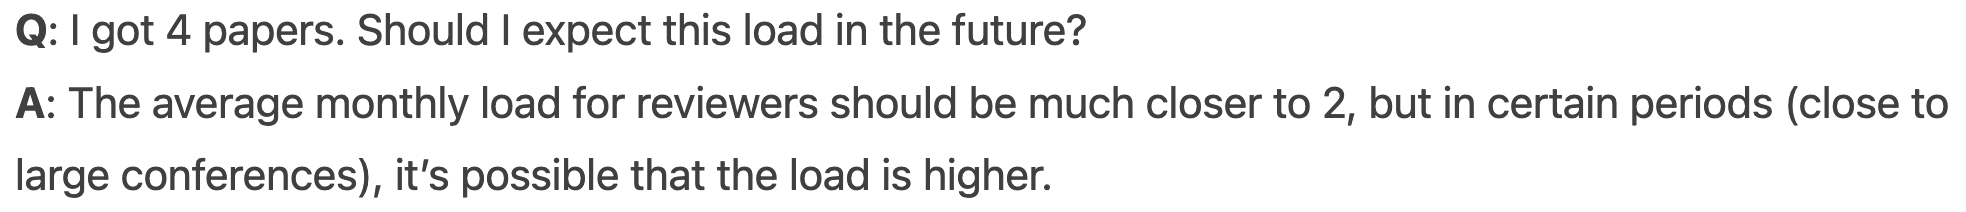 Q: I got 4 papers. Should I expect this load in the future?
A: The average monthly load for reviewers should be much closer to 2, but in certain periods (close to
large conferences), it’s possible that the load is higher.